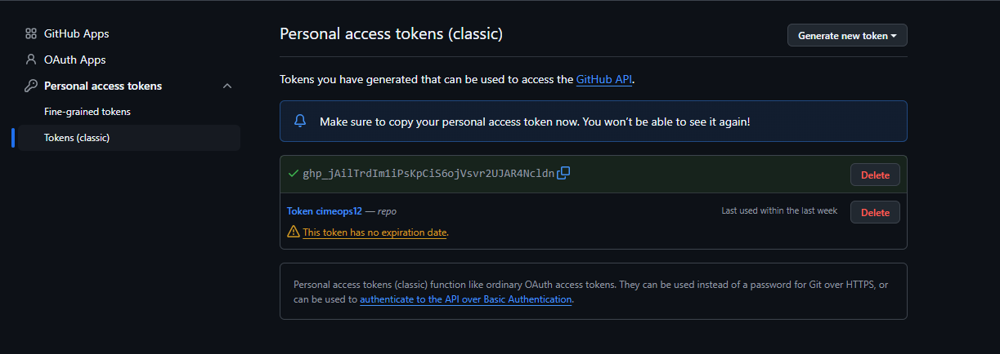 GitHub Apps
OAuth Apps
Personal access tokens
Fine-grained tokens
Tokens (classic)
Personal access tokens (classic)
Generate new token
Tokens you have generated that can be used to access the GitHub API.
Make sure to copy your personal access token now. You won't be able to see it again!
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
Delete
Token cimeops12 — repo
Last used within the last week
Delete
This token has no expiration date.
Personal access tokens (classic) function like ordinary OAuth access tokens. They can be used instead of a password for Git over HTTPS, or
can be used to authenticate to the API over Basic Authentication.